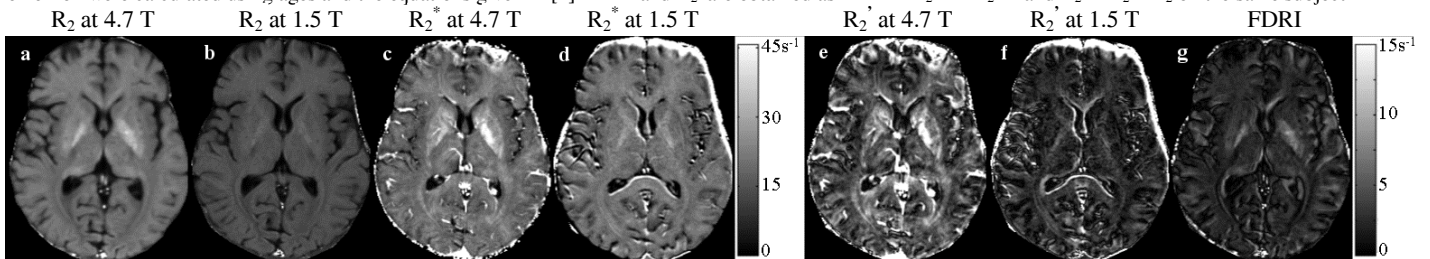 R₂ at 4.7 T R₂ at 1.5 T R₂* at 4.7 T R₂* at 1.5 T R₂’ at 4.7 T R₂’ at 1.5 T FDRI
a b c d 45s⁻¹ e f g 15s⁻¹
30 10
15 5
0 0